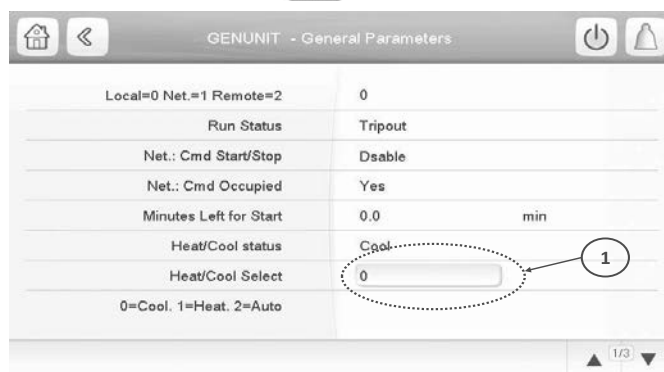 GENUNIT - General Parameters
Local=0 Net.=1 Remote=2 0
Run Status Tripout
Net.: Cmd Start/Stop Dsable
Net.: Cmd Occupied Yes
Minutes Left for Start 0.0 min
Heat/Cool status Cool
Heat/Cool Select 0
1
0=Cool. 1=Heat. 2=Auto
1/3